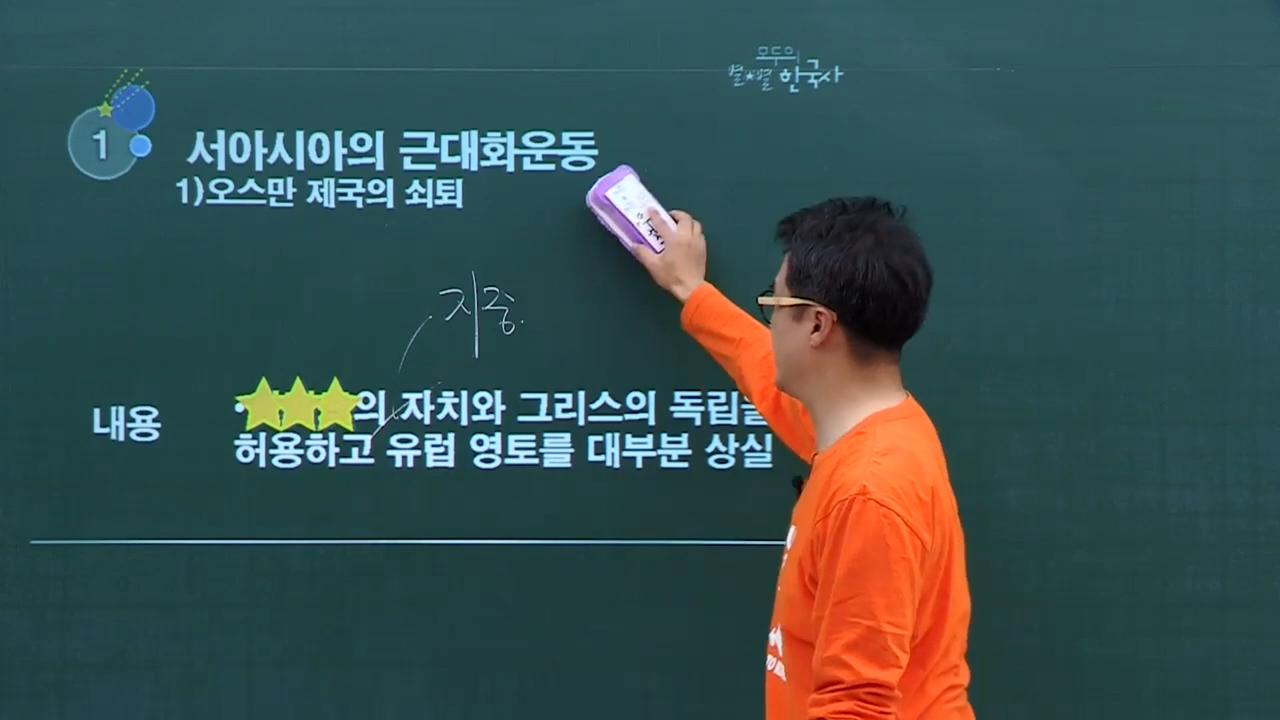 모두의
별★별 한국사
1 서아시아의 근대화운동
1)오스만 제국의 쇠퇴
한국사
지중
내용
•★★★의 자치와 그리스의 독립을
허용하고 유럽 영토를 대부분 상실